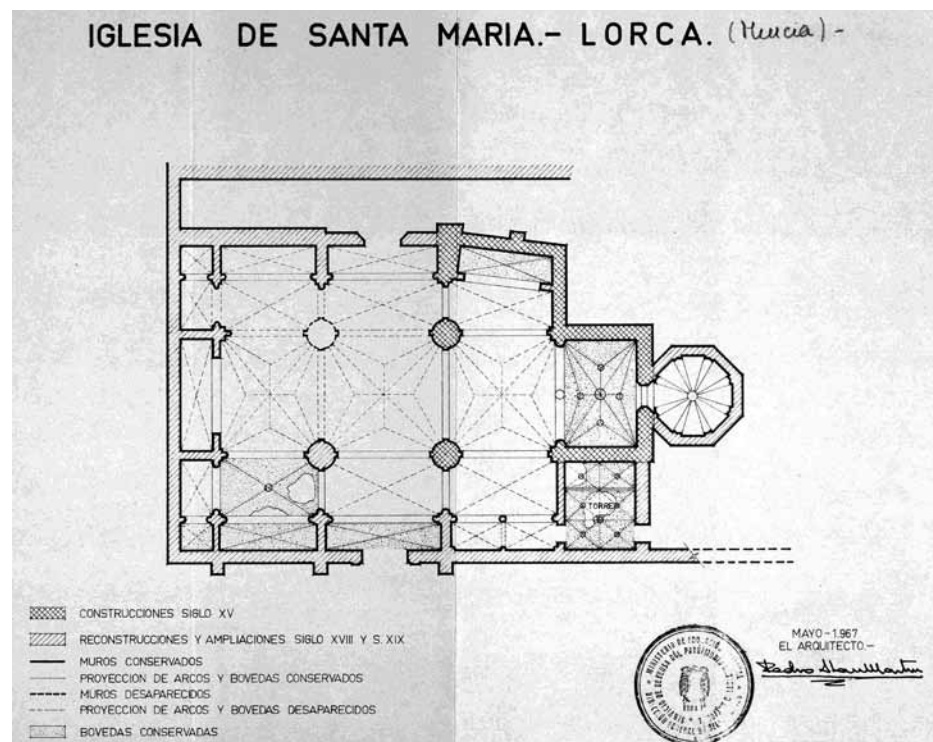 IGLESIA DE SANTA MARIA.- LORCA. (Murcia) -
TORRE
CONSTRUCCIONES SIGLO XV
RECONSTRUCCIONES Y AMPLIACIONES SIGLO XVIII Y S. XIX
MUROS CONSERVADOS
PROYECCION DE ARCOS Y BOVEDAS CONSERVADOS
MUROS DESAPARECIDOS
PROYECCION DE ARCOS Y BOVEDAS DESAPARECIDOS
BOVEDAS CONSERVADAS
MAYO-1.967
EL ARQUITECTO.-